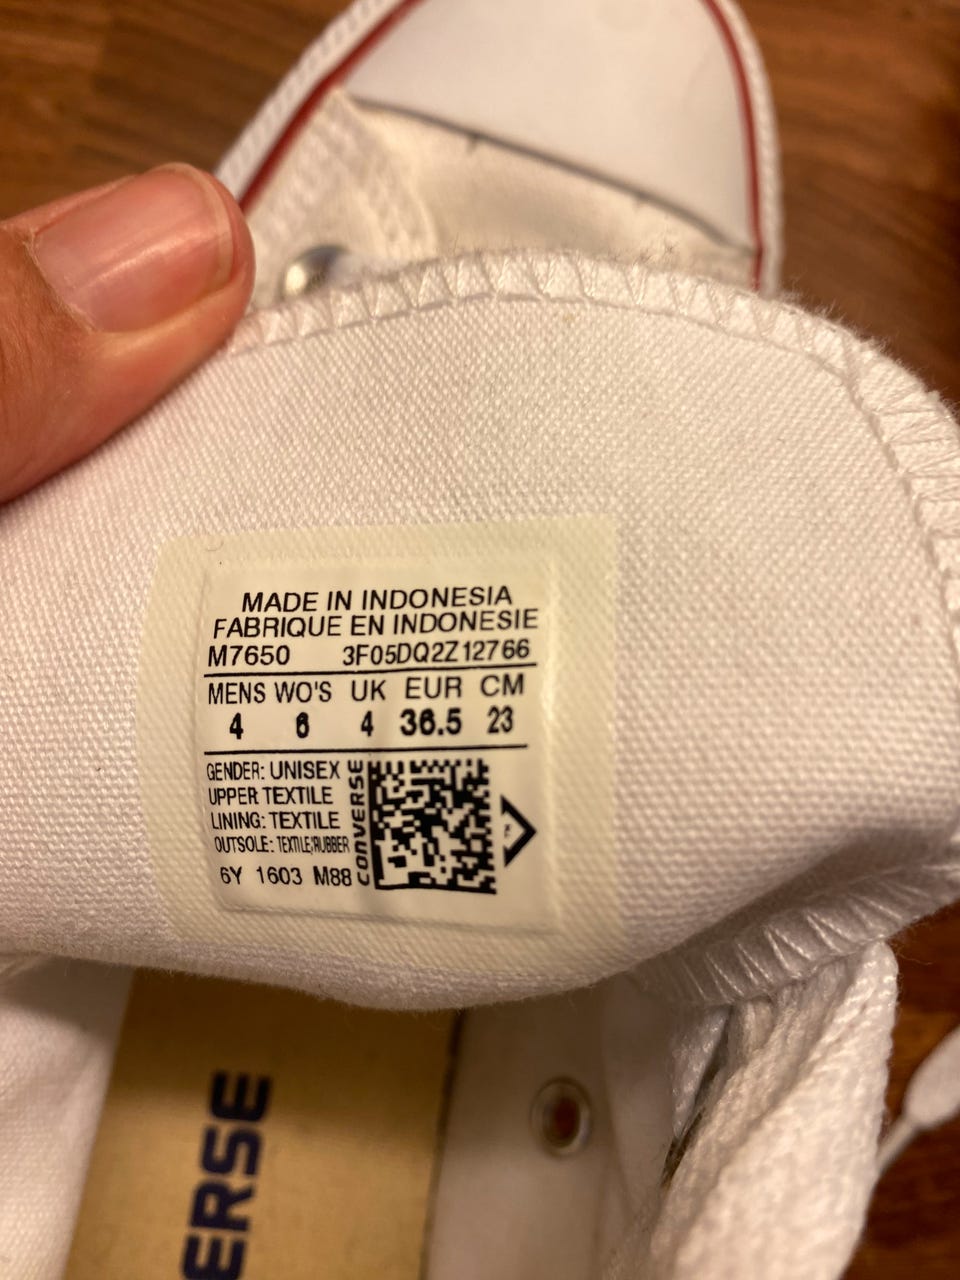 MADE IN INDONESIA
FABRIQUE EN INDONESIE
M7650 3F05DQ2Z12766
MENS WO'S UK EUR CM
4 6 4 36.5 23
GENDER: UNISEX
UPPER TEXTILE
LINING: TEXTILE
OUTSOLE: TEXTILE/RUBBER
6Y 1603 M88
CONVERSE
ERSE